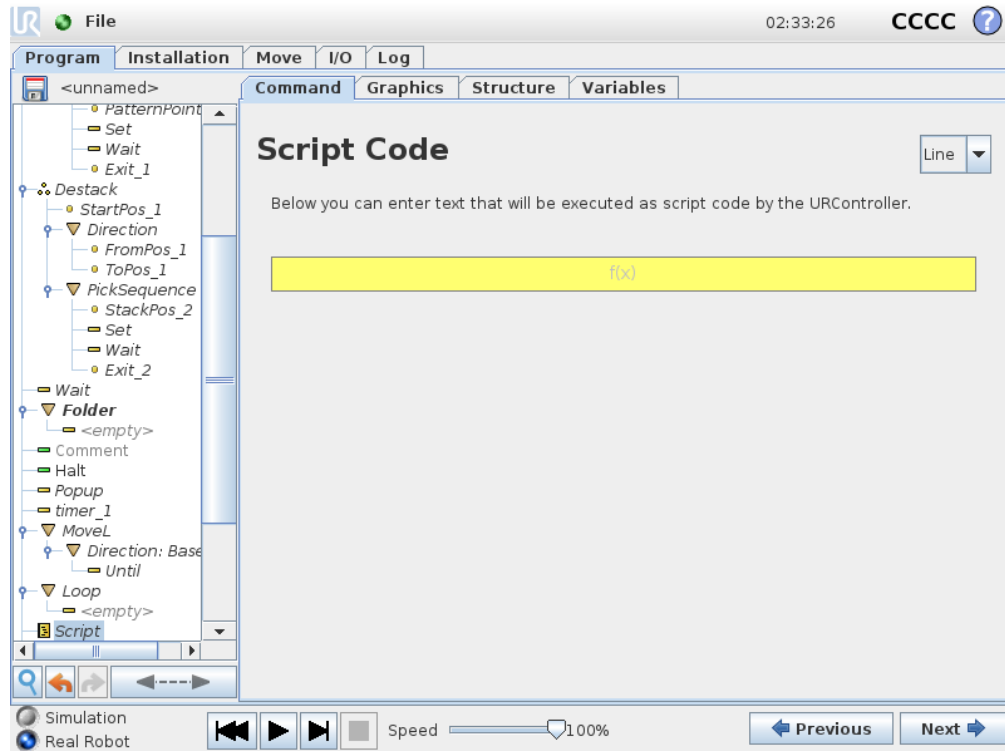 UR File 02:33:26 CCCC ?
Program Installation Move I/O Log
<unnamed>
Command Graphics Structure Variables
PatternPoint
Set
Wait
Exit_1
Destack
StartPos_1
Direction
FromPos_1
ToPos_1
PickSequence
StackPos_2
Set
Wait
Exit_2
Wait
Folder
<empty>
Comment
Halt
Popup
timer_1
MoveL
Direction: Base
Until
Loop
<empty>
Script
Script Code
Line
Below you can enter text that will be executed as script code by the URController.
f(x)
Simulation
Real Robot
Speed 100%
Previous Next